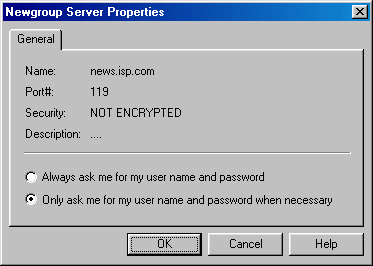 Newgroup Server Properties
General
Name: news.isp.com
Port#: 119
Security: NOT ENCRYPTED
Description: ....
Always ask me for my user name and password
Only ask me for my user name and password when necessary
OK Cancel Help